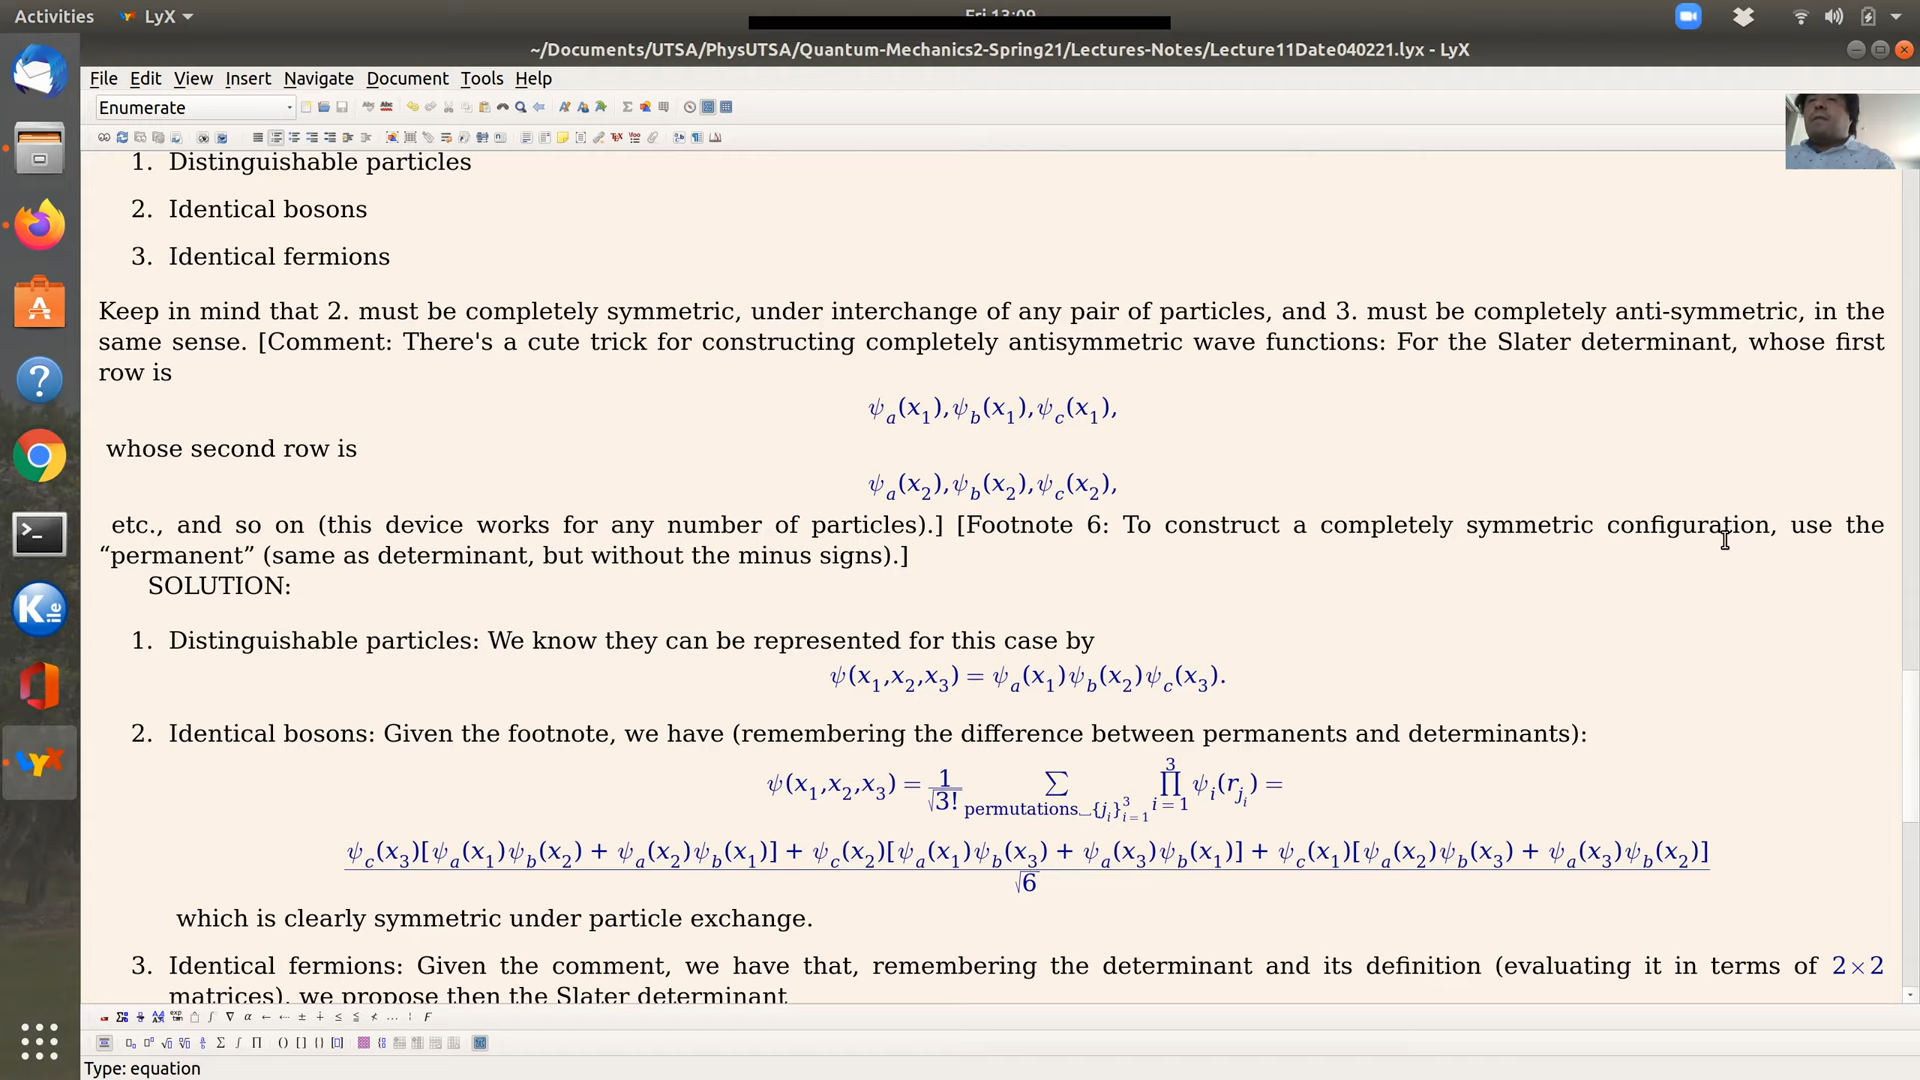 Activities LyX Fri 13:09
~/Documents/UTSA/PhysUTSA/Quantum-Mechanics2-Spring21/Lectures-Notes/Lecture11Date040221.lyx - LyX
File Edit View Insert Navigate Document Tools Help
Enumerate
1. Distinguishable particles
2. Identical bosons
3. Identical fermions
Keep in mind that 2. must be completely symmetric, under interchange of any pair of particles, and 3. must be completely anti-symmetric, in the
same sense. [Comment: There's a cute trick for constructing completely antisymmetric wave functions: For the Slater determinant, whose first
row is
ψ_a(x_1),ψ_b(x_1),ψ_c(x_1),
whose second row is
ψ_a(x_2),ψ_b(x_2),ψ_c(x_2),
etc., and so on (this device works for any number of particles).] [Footnote 6: To construct a completely symmetric configuration, use the
“permanent” (same as determinant, but without the minus signs).]
SOLUTION:
1. Distinguishable particles: We know they can be represented for this case by
ψ(x_1,x_2,x_3) = ψ_a(x_1)ψ_b(x_2)ψ_c(x_3).
2. Identical bosons: Given the footnote, we have (remembering the difference between permanents and determinants):
ψ(x_1,x_2,x_3) = 1/√3! ∑_{permutations␣{j_i}_{i=1}^3} ∏_{i=1}^3 ψ_i(r_{j_i}) =
ψ_c(x_3)[ψ_a(x_1)ψ_b(x_2) + ψ_a(x_2)ψ_b(x_1)] + ψ_c(x_2)[ψ_a(x_1)ψ_b(x_3) + ψ_a(x_3)ψ_b(x_1)] + ψ_c(x_1)[ψ_a(x_2)ψ_b(x_3) + ψ_a(x_3)ψ_b(x_2)]
√6
which is clearly symmetric under particle exchange.
3. Identical fermions: Given the comment, we have that, remembering the determinant and its definition (evaluating it in terms of 2×2
matrices), we propose then the Slater determinant
Type: equation